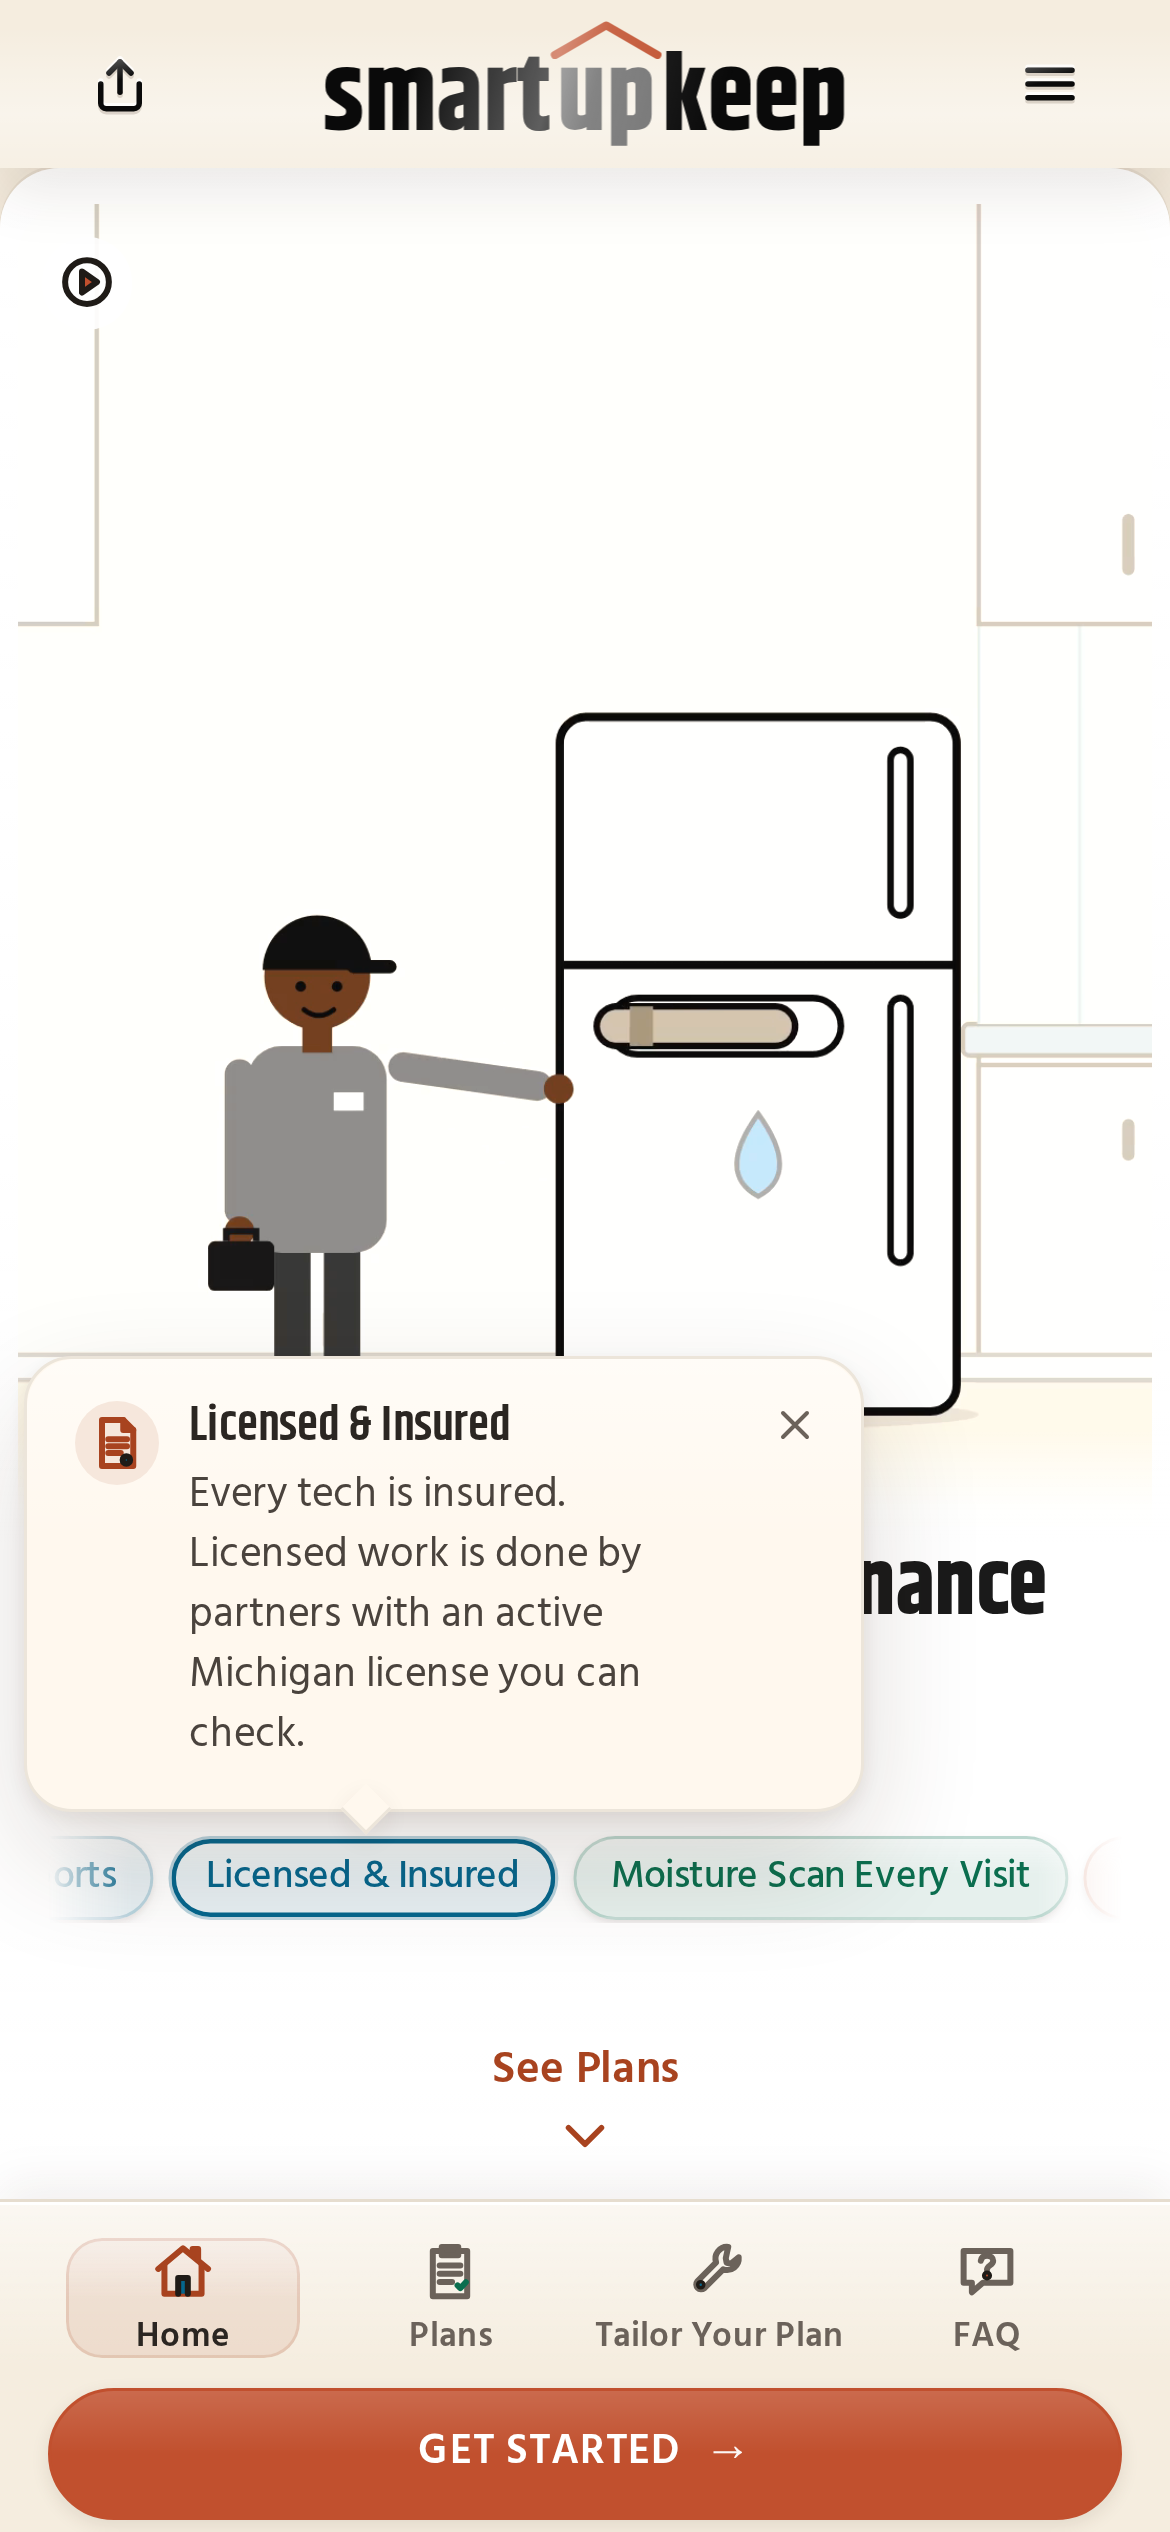 smartupkeep
Licensed & Insured
Every tech is insured.
Licensed work is done by
partners with an active
Michigan license you can
check.
nance
orts
Licensed & Insured
Moisture Scan Every Visit
See Plans
Home
Plans
Tailor Your Plan
FAQ
GET STARTED →